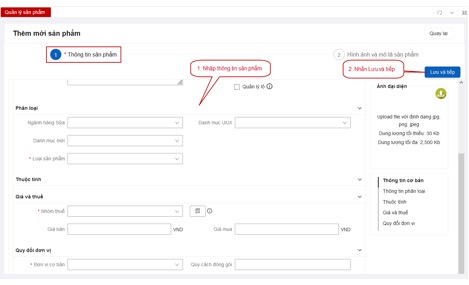 Quản lý sản phẩm
Thêm mới sản phẩm
Quay lại
1 * Thông tin sản phẩm
2 Hình ảnh và mô tả sản phẩm
1. Nhập thông tin sản phẩm
2. Nhấn Lưu và tiếp
Lưu và tiếp
Quản lý lô
Ảnh đại diện
Phân loại
Ngành hàng Sữa
Danh mục
Danh mục mới
* Loại sản phẩm
Upload file với định dạng jpg, png, jpeg
Dung lượng tối thiểu: 30 Kb
Dung lượng tối đa: 2,500 Kb
Thuộc tính
Giá và thuế
* Nhóm thuế
Giá bán
VND
Giá mua
VND
Quy đổi đơn vị
* Đơn vị cơ bản
Quy cách đóng gói
Thông tin cơ bản
Thông tin phân loại
Thuộc tính
Giá và thuế
Quy đổi đơn vị